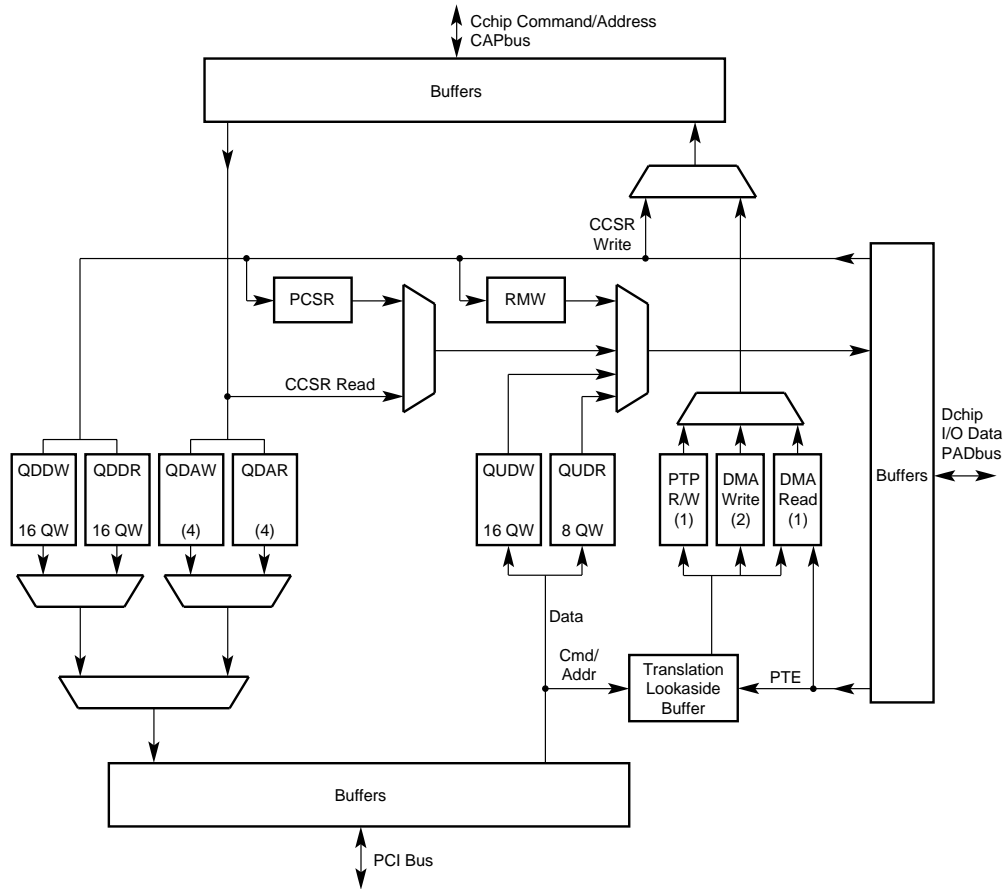 Cchip Command/Address
CAPbus
Buffers
CCSR
Write
PCSR
RMW
CCSR Read
Dchip
I/O Data
PADbus
Buffers
QDDW
16 QW
QDDR
16 QW
QDAW
(4)
QDAR
(4)
QUDW
16 QW
QUDR
8 QW
PTP
R/W
(1)
DMA
Write
(2)
DMA
Read
(1)
Data
Cmd/
Addr
Translation
Lookaside
Buffer
PTE
Buffers
PCI Bus